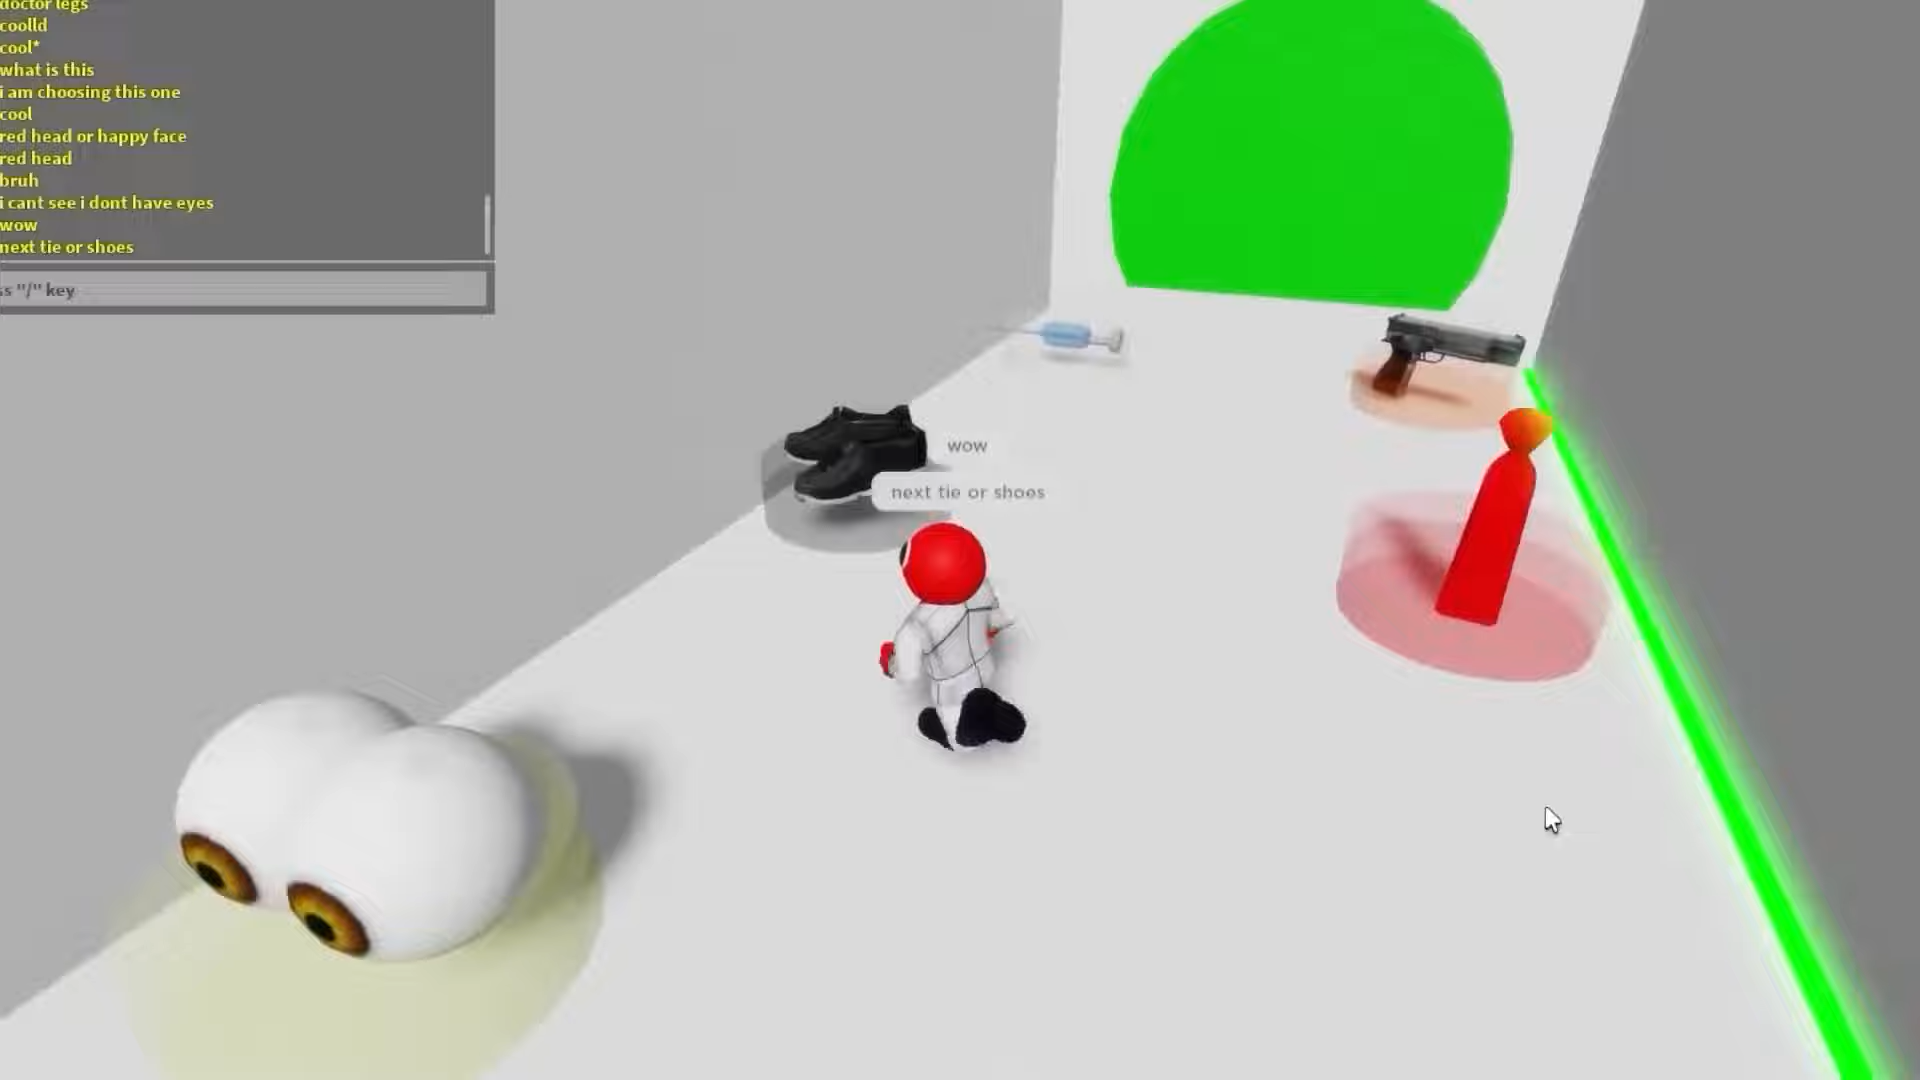 doctor legs
coolld
cool*
what is this
i am choosing this one
cool
red head or happy face
red head
bruh
i cant see i dont have eyes
wow
next tie or shoes
"/" key
wow
next tie or shoes